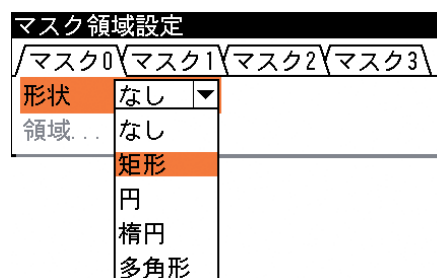 マスク領域設定
マスク0 マスク1 マスク2 マスク3
形状 なし ▼
領域... なし
矩形
円
楕円
多角形